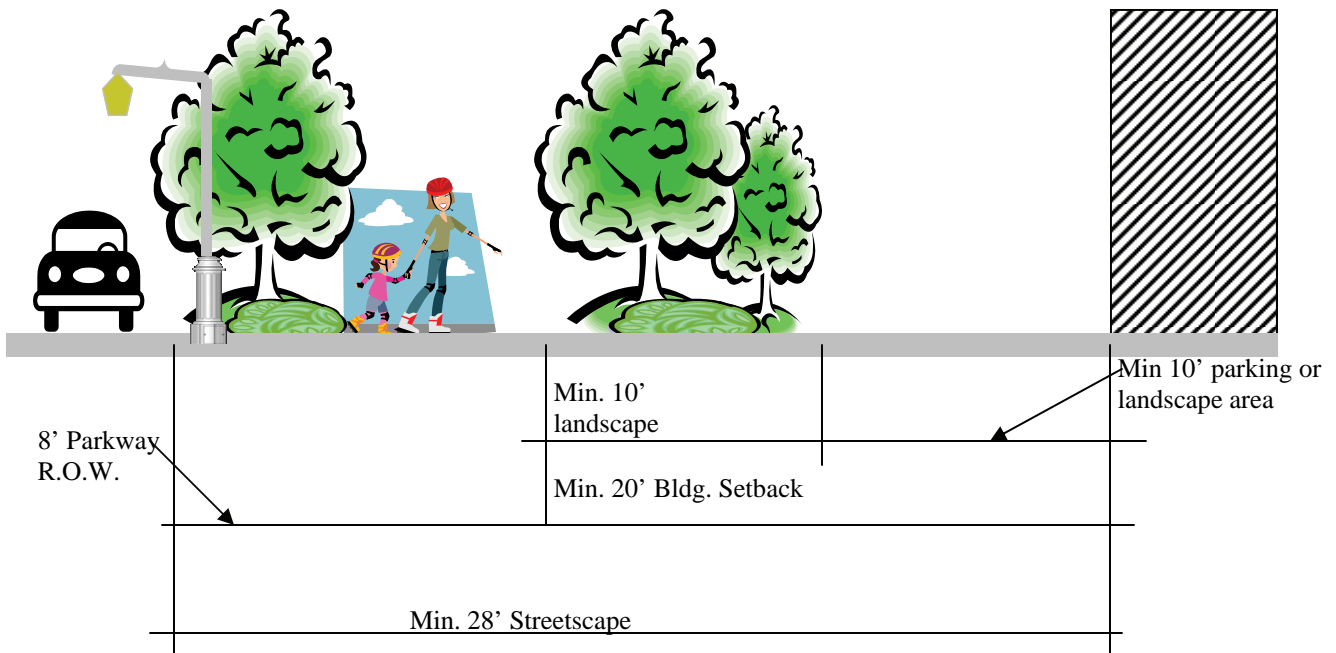 Min 10’ parking or
landscape area
Min. 10’
landscape
8’ Parkway
R.O.W.
Min. 20’ Bldg. Setback
Min. 28’ Streetscape